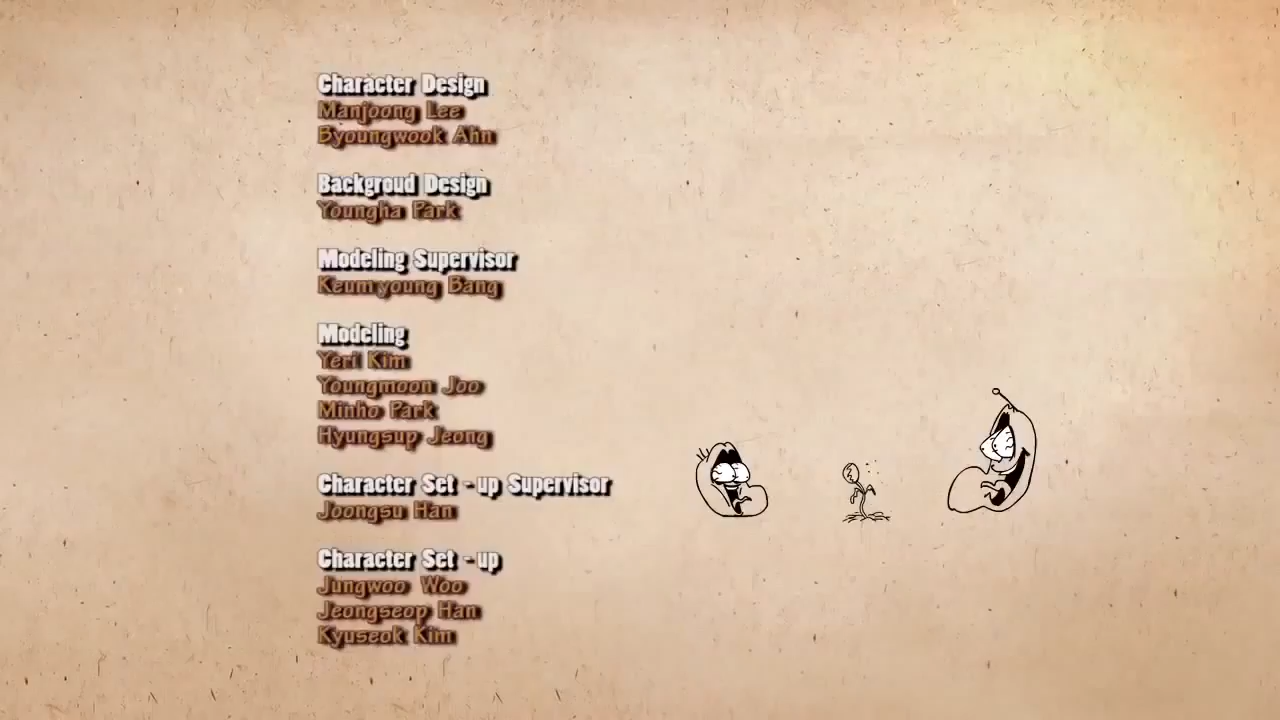 Character Design
Manjoong Lee
Byoungwook Ahn
Backgroud Design
Youngha Park
Modeling Supervisor
Keumyoung Bang
Modeling
Yeri Kim
Youngmoon Joo
Minho Park
Hyungsup Jeong
Character Set -up Supervisor
Joongsu Han
Character Set -up
Jungwoo Woo
Jeongseop Han
Kyuseok Kim